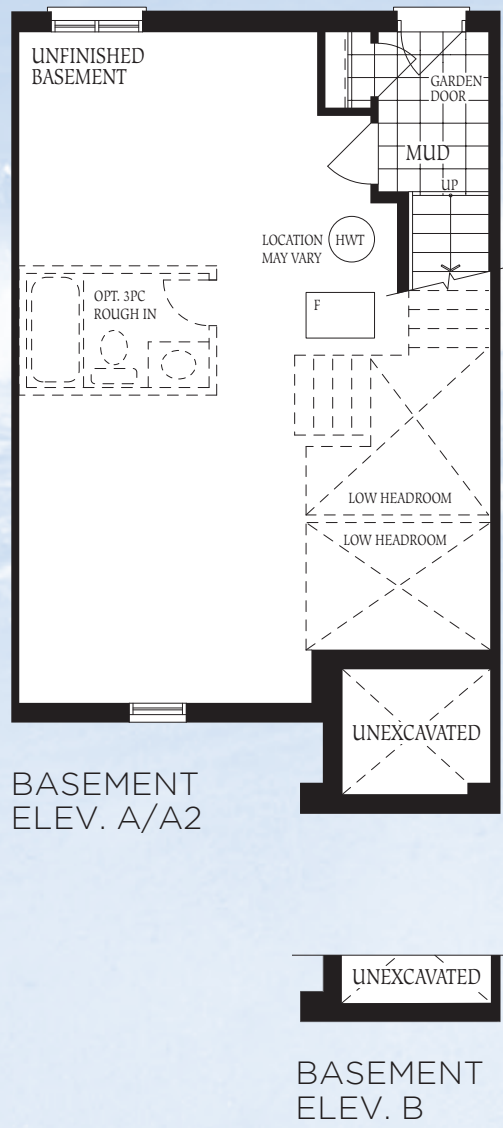 UNFINISHED
BASEMENT
GARDEN
DOOR
MUD
UP
LOCATION
MAY VARY
HWT
OPT. 3PC
ROUGH IN
F
LOW HEADROOM
LOW HEADROOM
UNEXCAVATED
BASEMENT
ELEV. A/A2
UNEXCAVATED
BASEMENT
ELEV. B